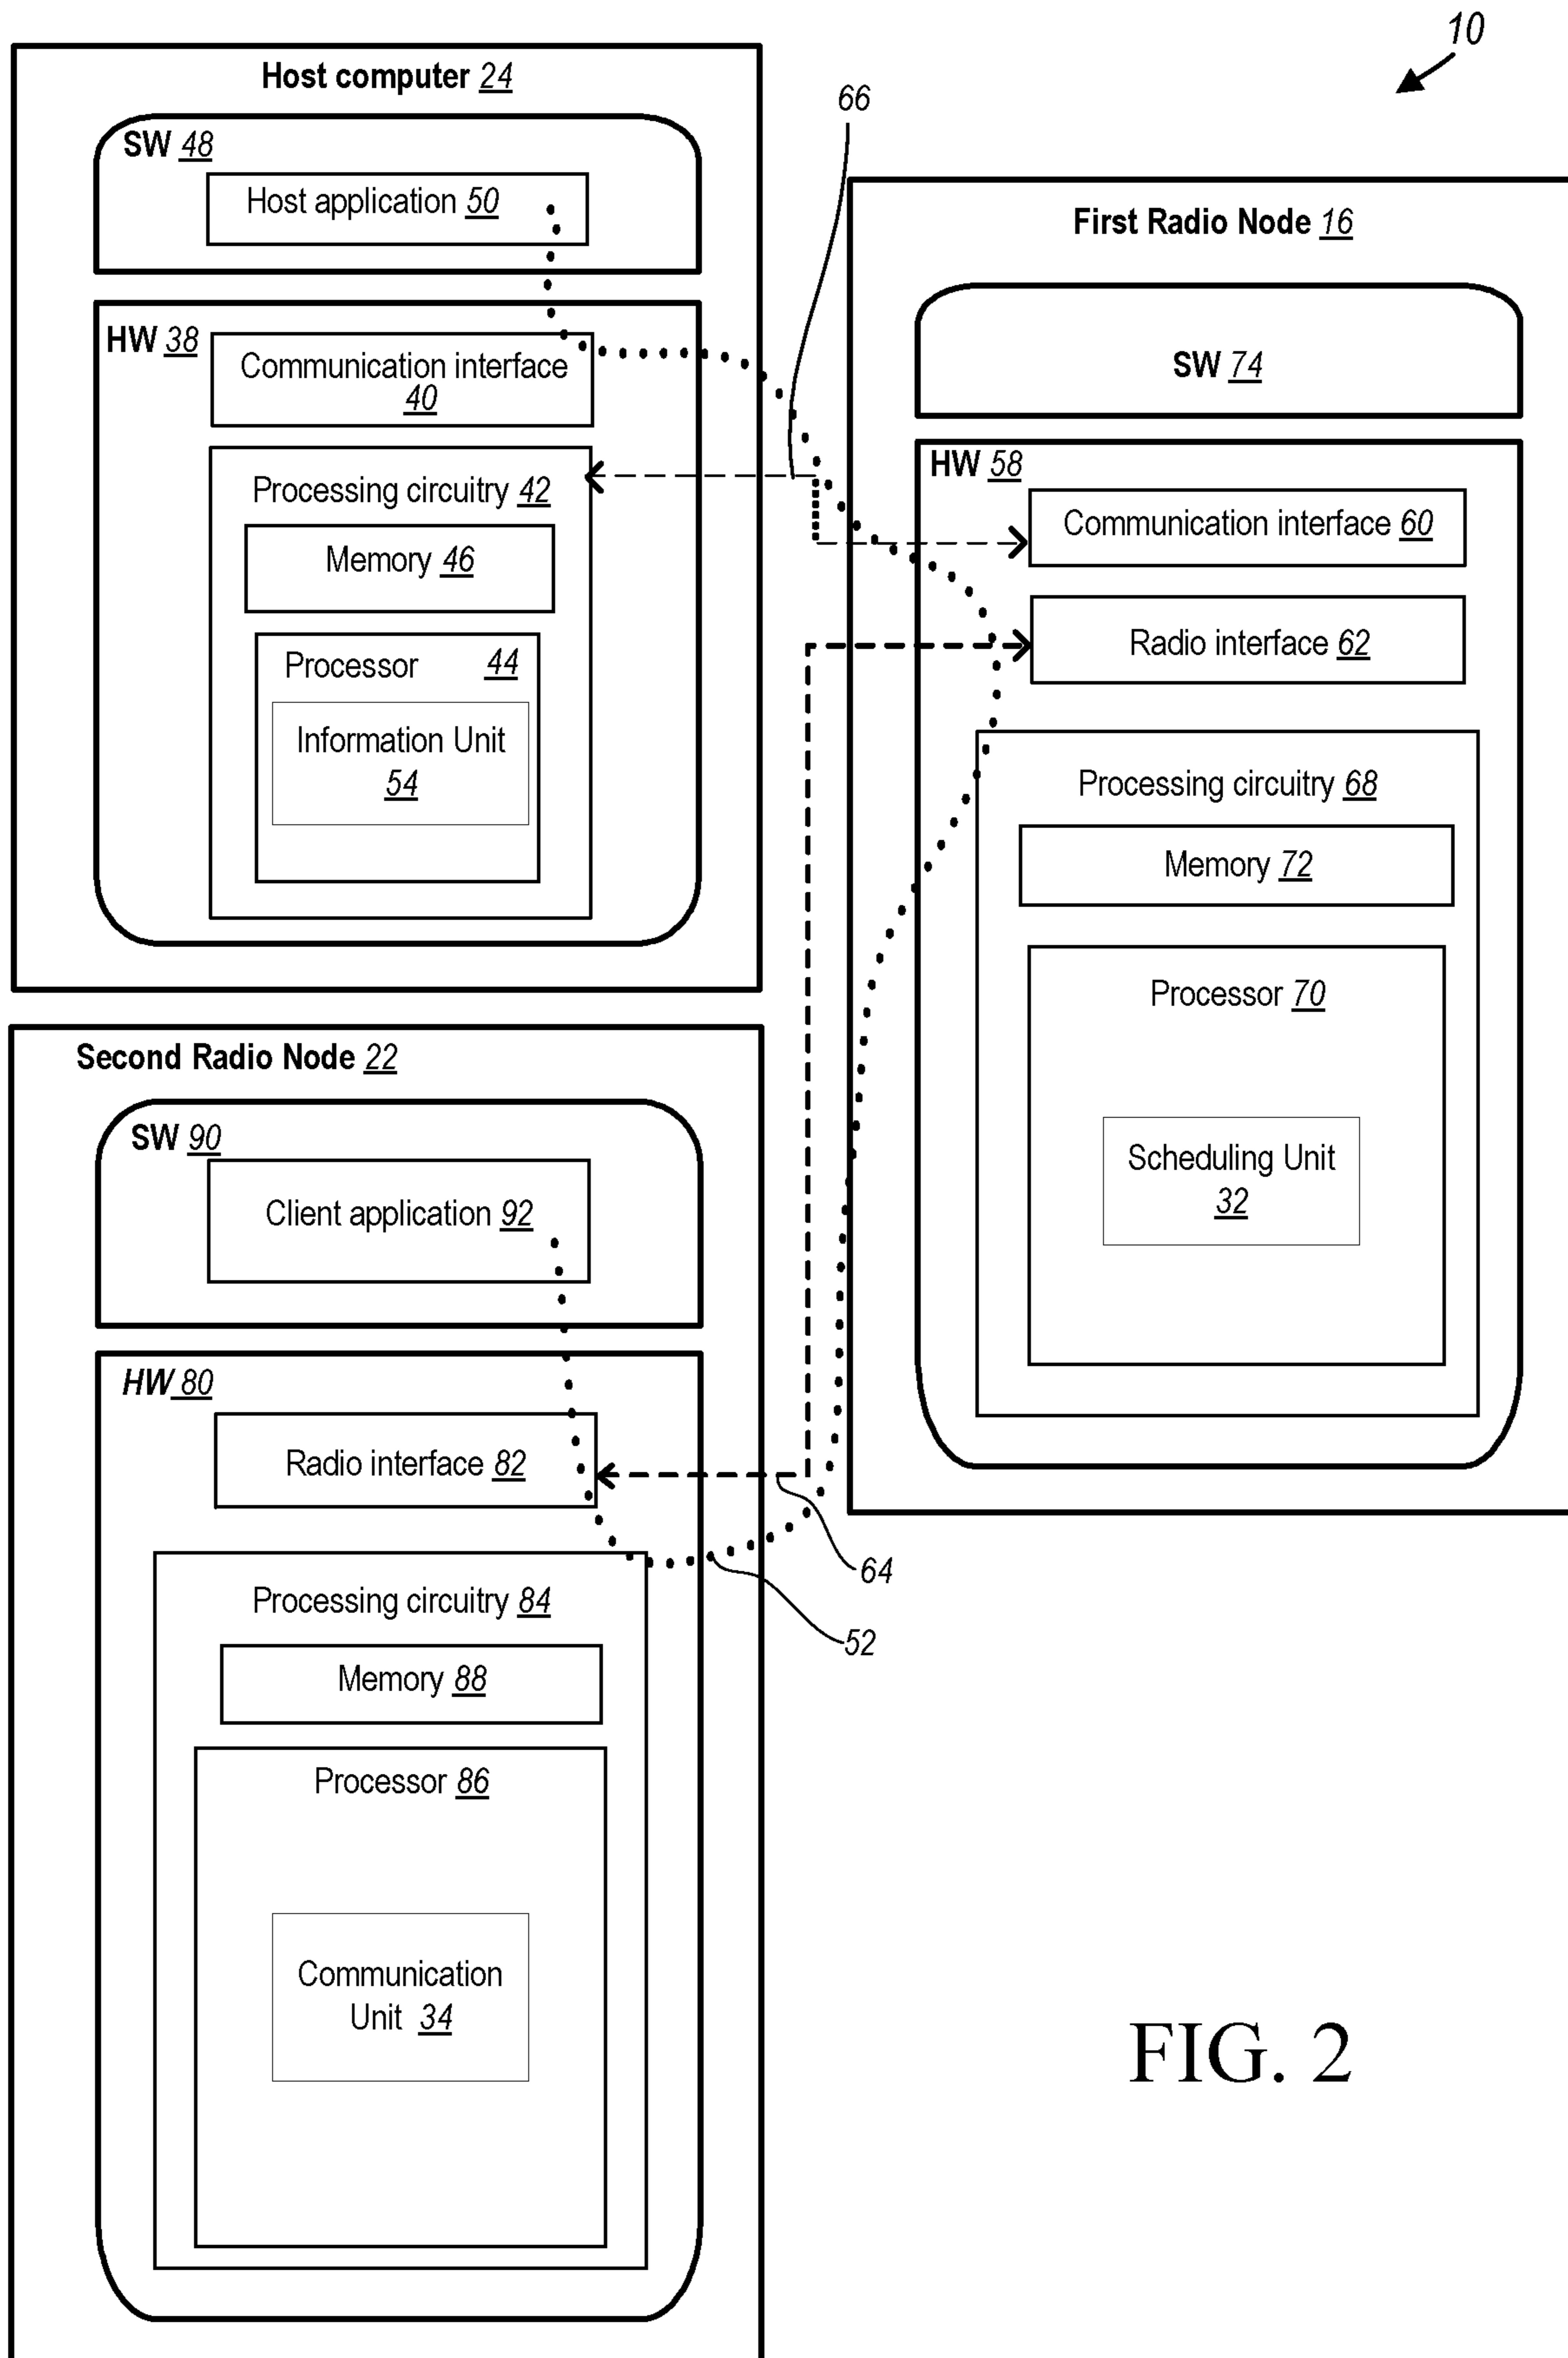 10
Host computer 24
SW 48
Host application 50
HW 38
Communication interface
40
Processing circuitry 42
Memory 46
Processor 44
Information Unit
54
66
First Radio Node 16
SW 74
HW 58
Communication interface 60
Radio interface 62
Processing circuitry 68
Memory 72
Processor 70
Scheduling Unit
32
Second Radio Node 22
SW 90
Client application 92
HW 80
Radio interface 82
Processing circuitry 84
Memory 88
Processor 86
Communication
Unit 34
64
52
FIG. 2